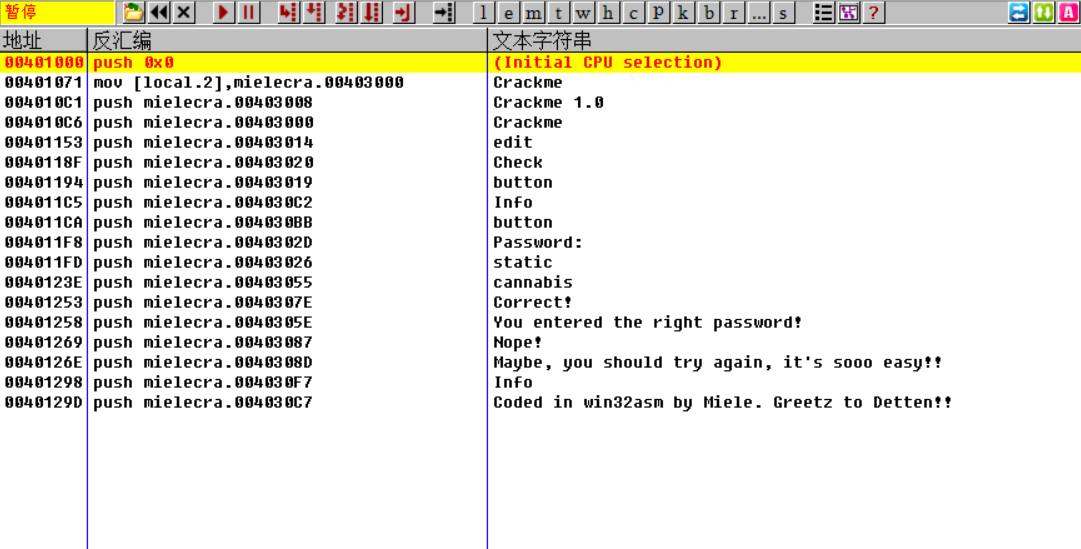 暂停 l e m t w h c P k b r ... s ? A
地址 反汇编 文本字符串
00401000 push 0x0 (Initial CPU selection)
00401071 mov [local.2],mielecra.00403000 Crackme
004010C1 push mielecra.00403008 Crackme 1.0
004010C6 push mielecra.00403000 Crackme
00401153 push mielecra.00403014 edit
0040118F push mielecra.00403020 Check
00401194 push mielecra.00403019 button
004011C5 push mielecra.004030C2 Info
004011CA push mielecra.004030BB button
004011F8 push mielecra.0040302D Password:
004011FD push mielecra.00403026 static
0040123E push mielecra.00403055 cannabis
00401253 push mielecra.0040307E Correct!
00401258 push mielecra.0040305E You entered the right password!
00401269 push mielecra.00403087 Nope!
0040126E push mielecra.0040308D Maybe, you should try again, it's sooo easy!!
00401298 push mielecra.004030F7 Info
0040129D push mielecra.004030C7 Coded in win32asm by Miele. Greetz to Detten!!